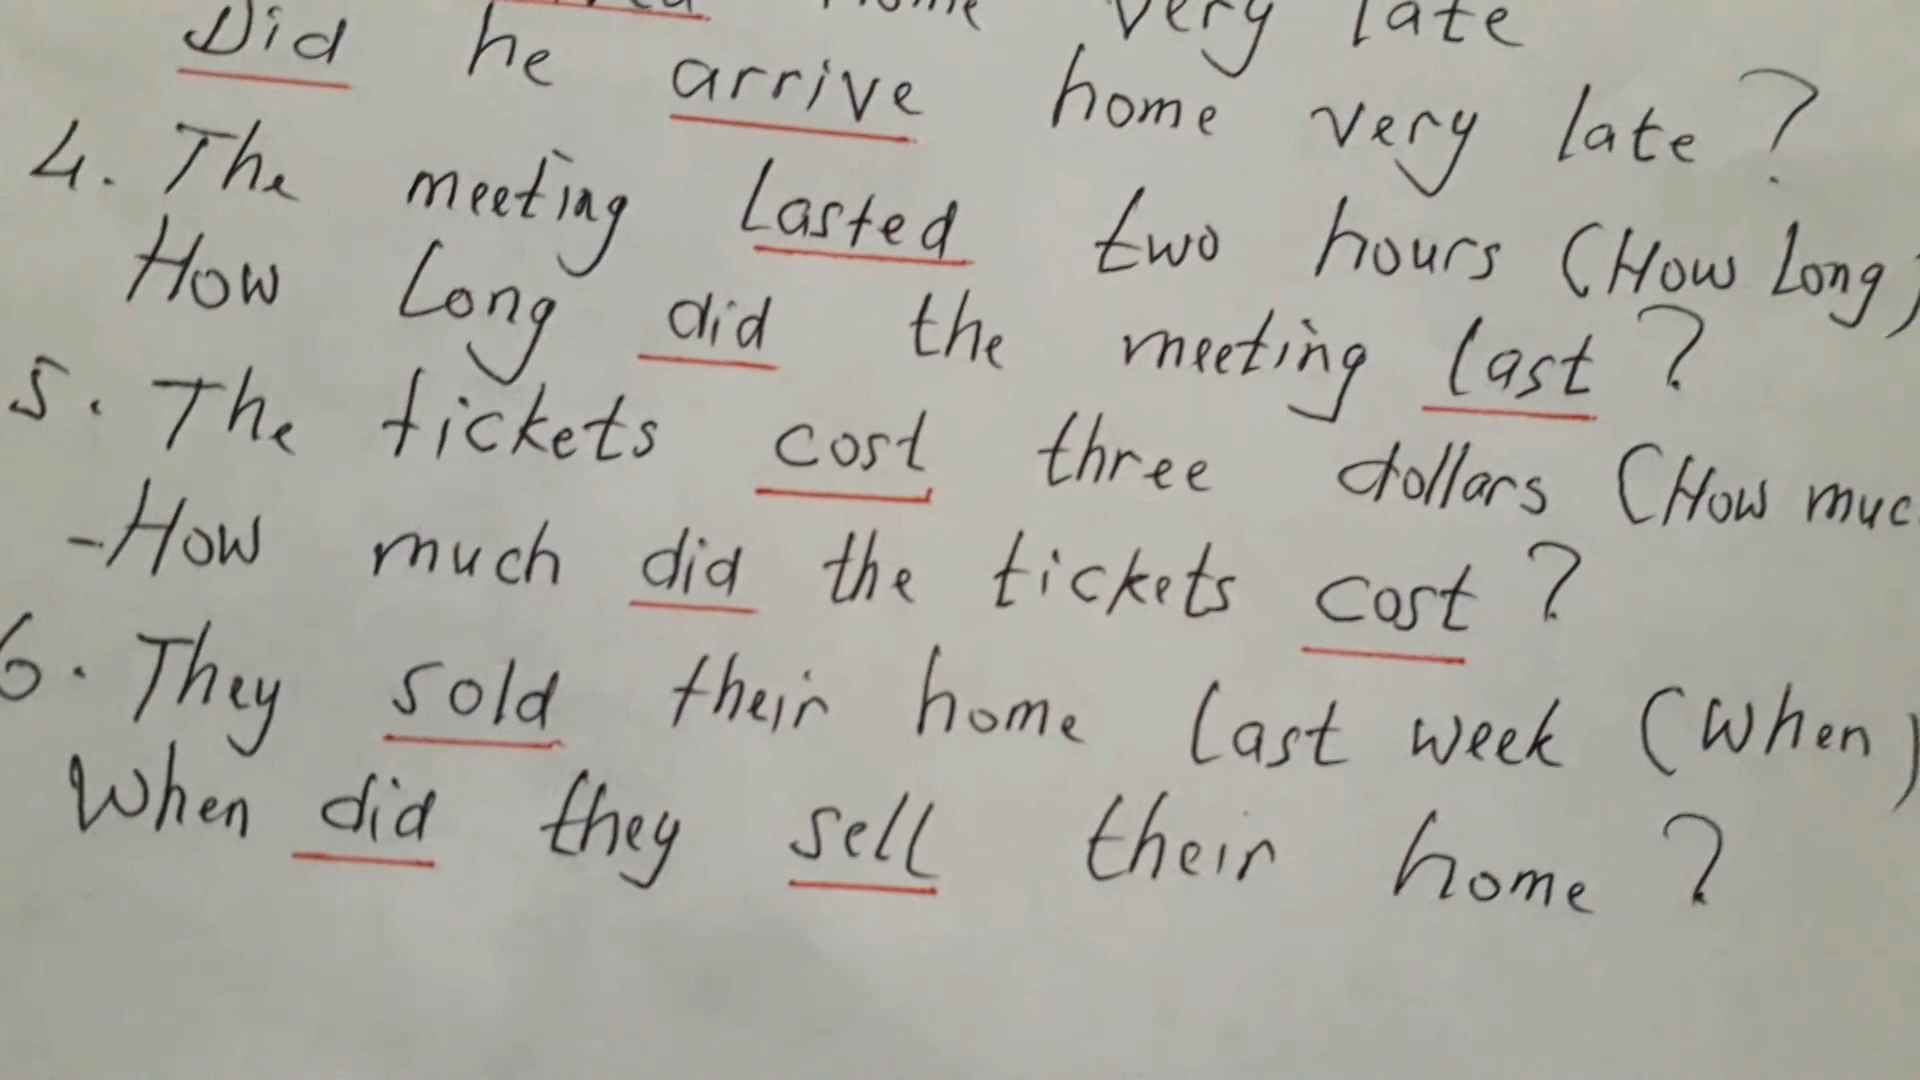 very late
Did he arrive home very late ?
4. The meeting Lasted two hours (How Long)
How Long did the meeting last ?
5. The tickets cost three dollars (How muc
- How much did the tickets cost ?
6. They sold their home last week (When)
When did they sell their home ?